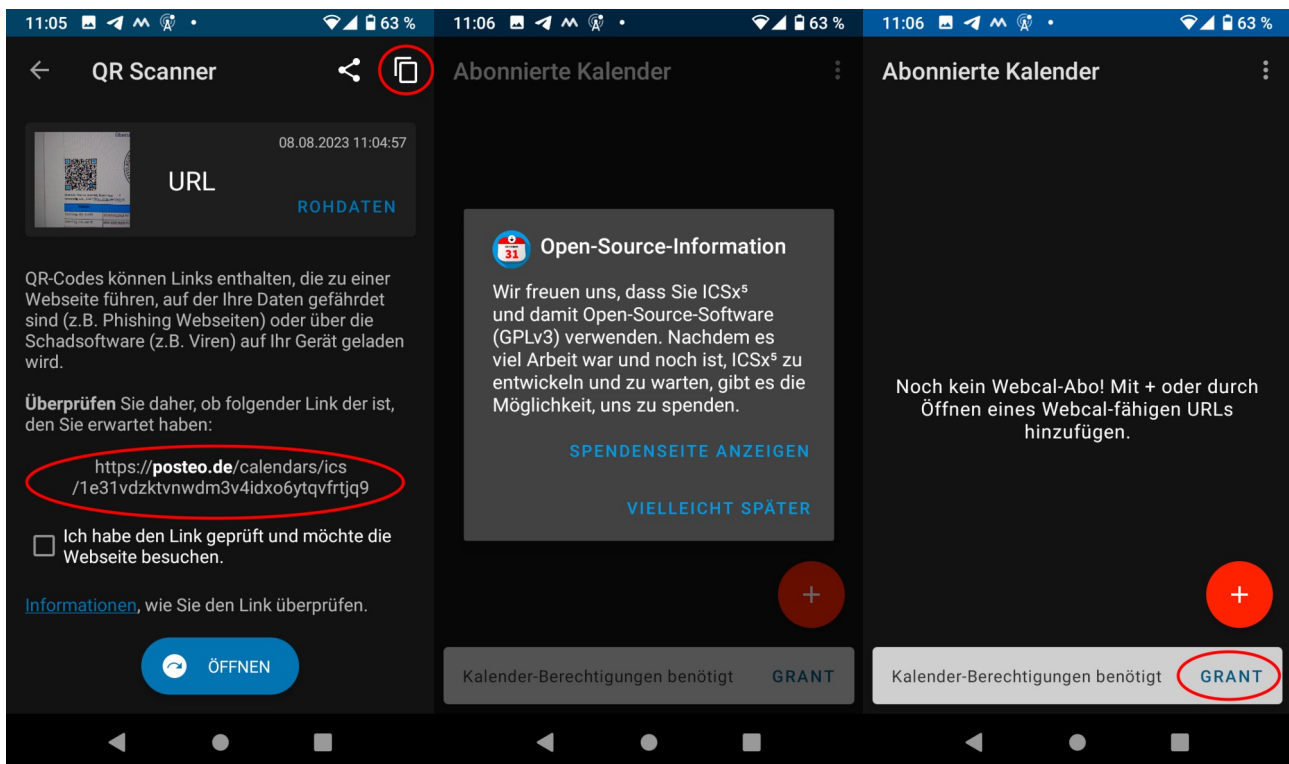 11:05
63 %
QR Scanner
08.08.2023 11:04:57
URL
ROHDATEN
QR-Codes können Links enthalten, die zu einer
Webseite führen, auf der Ihre Daten gefährdet
sind (z.B. Phishing Webseiten) oder über die
Schadsoftware (z.B. Viren) auf Ihr Gerät geladen
wird.
Überprüfen Sie daher, ob folgender Link der ist,
den Sie erwartet haben:
https://posteo.de/calendars/ics
/1e31vdzktvnwdm3v4idxo6ytqvfrtjq9
Ich habe den Link geprüft und möchte die
Webseite besuchen.
Informationen, wie Sie den Link überprüfen.
ÖFFNEN
11:06
63 %
Abonnierte Kalender
31
Open-Source-Information
Wir freuen uns, dass Sie ICSx⁵
und damit Open-Source-Software
(GPLv3) verwenden. Nachdem es
viel Arbeit war und noch ist, ICSx⁵ zu
entwickeln und zu warten, gibt es die
Möglichkeit, uns zu spenden.
SPENDENSEITE ANZEIGEN
VIELLEICHT SPÄTER
+
Kalender-Berechtigungen benötigt GRANT
11:06
63 %
Abonnierte Kalender
Noch kein Webcal-Abo! Mit + oder durch
Öffnen eines Webcal-fähigen URLs
hinzufügen.
+
Kalender-Berechtigungen benötigt GRANT